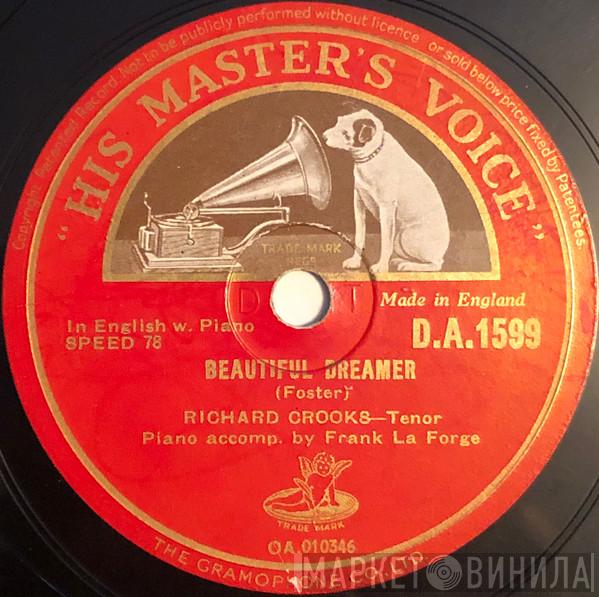 Copyright. Patented Record. Not to be publicly performed without licence or sold below price fixed by Patentees.
"HIS MASTER'S VOICE"
TRADE MARK
REGD
Made in England
In English w. Piano
SPEED 78
D.A.1599
BEAUTIFUL DREAMER
(Foster)
RICHARD CROOKS—Tenor
Piano accomp. by Frank La Forge
TRADE MARK
OA.010346
THE GRAMOPHONE CO. LTD.
МАРКЕТ ВИНИЛА